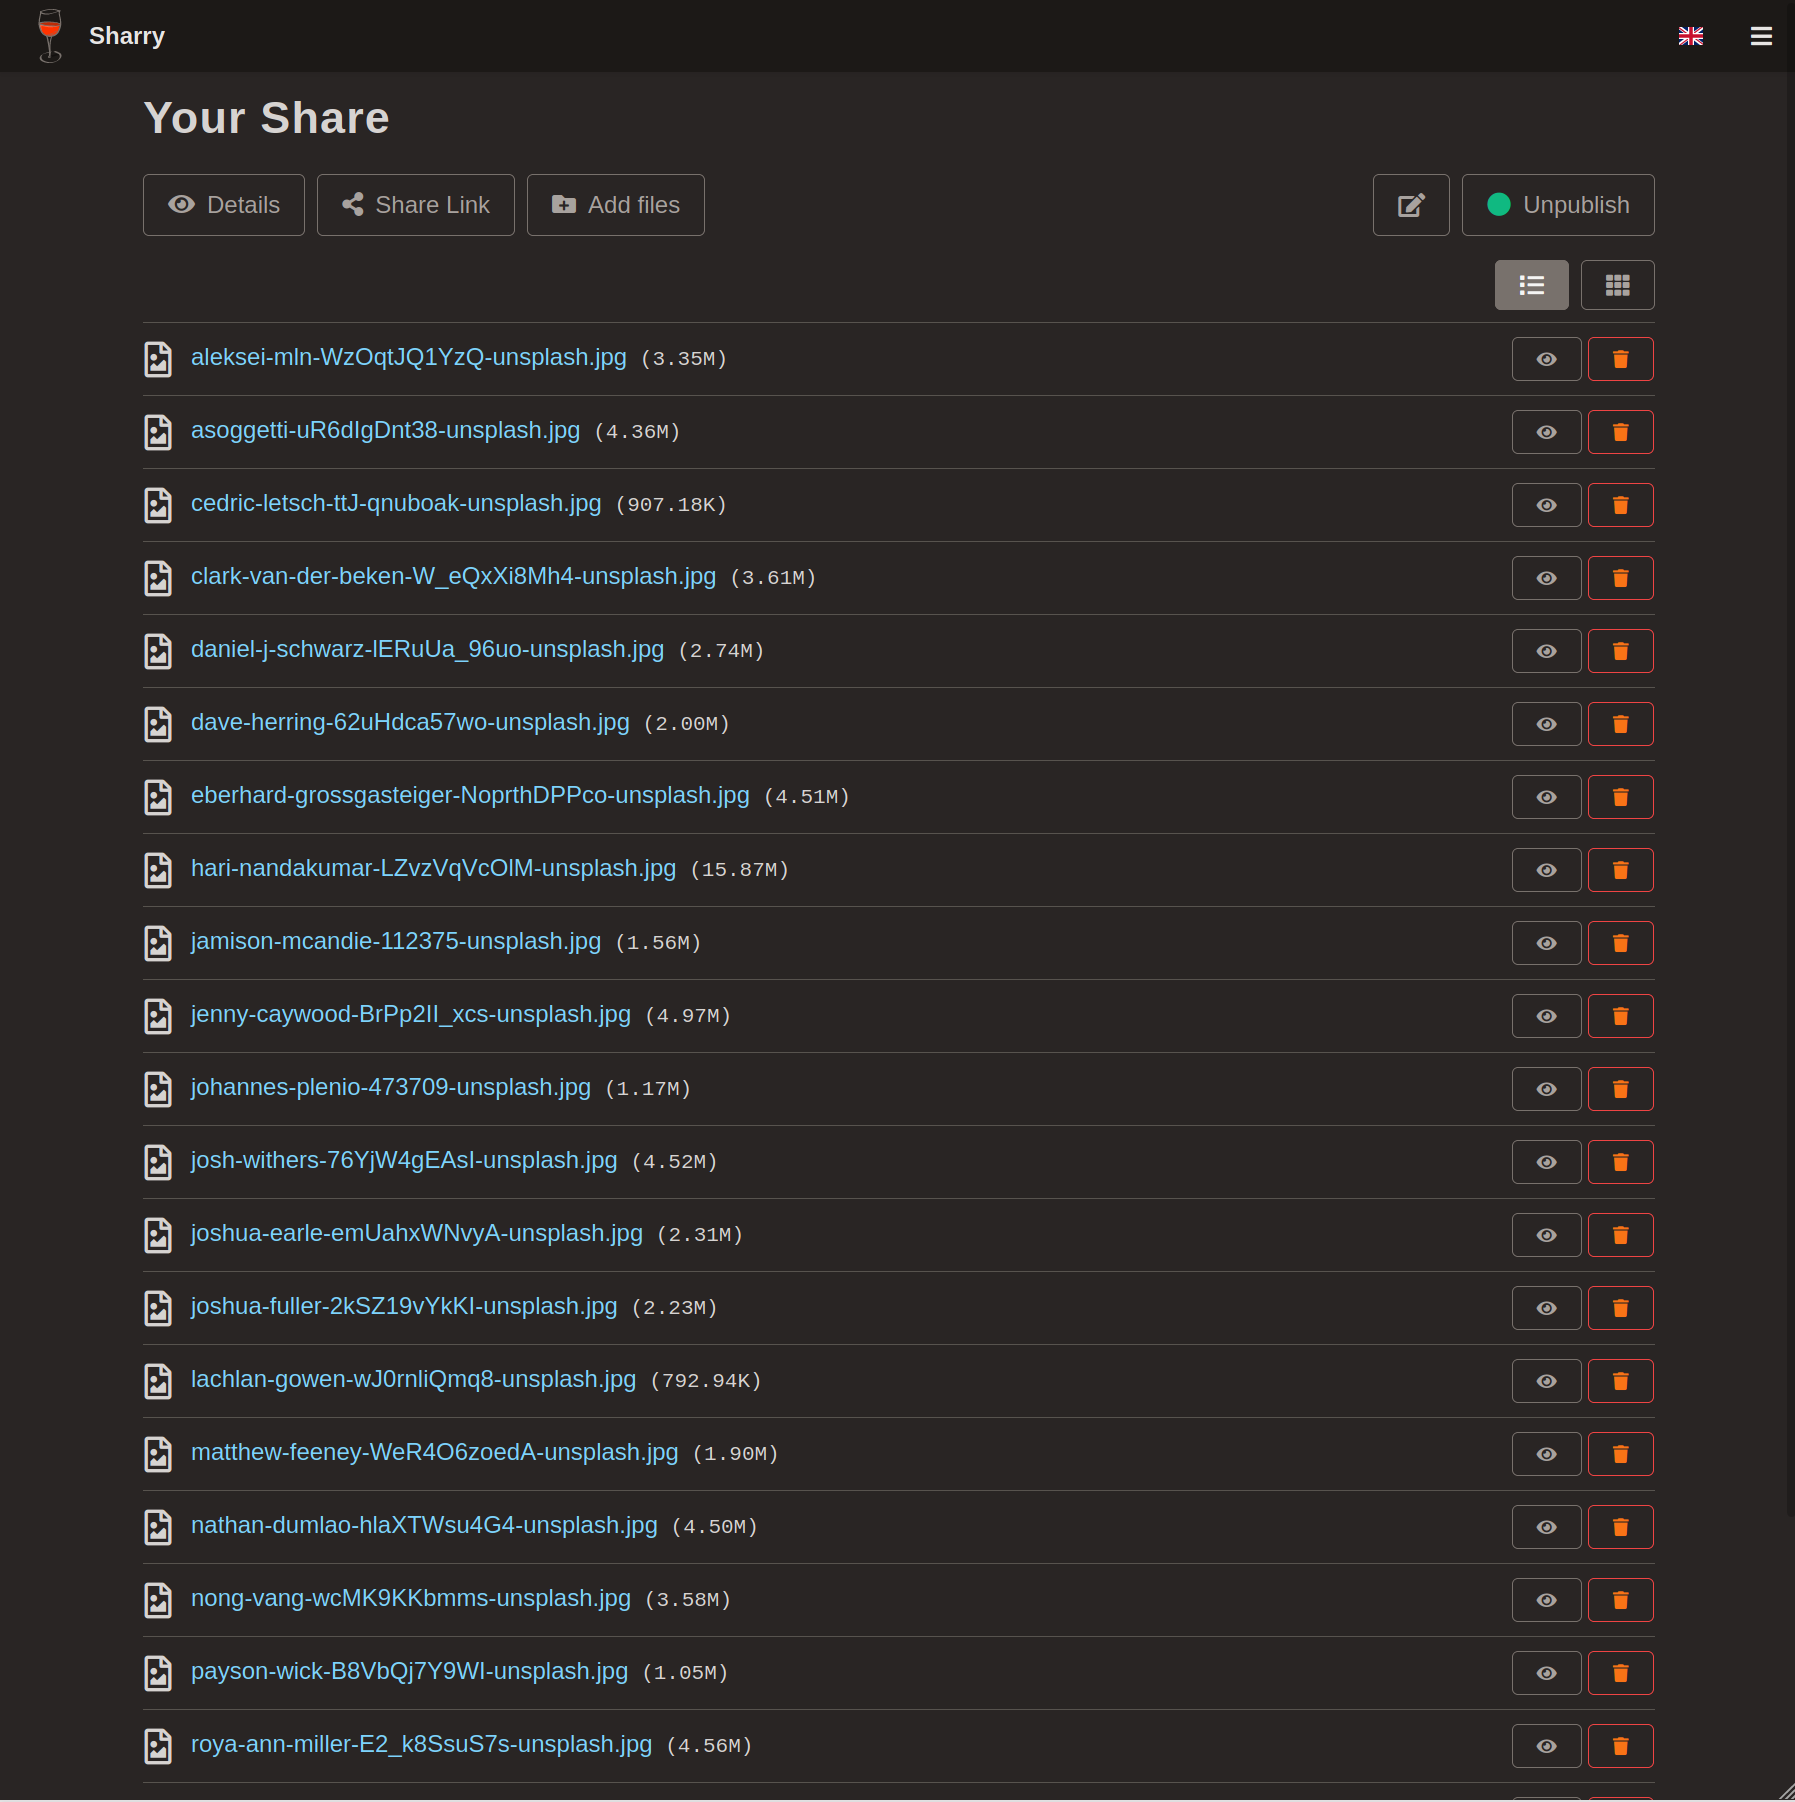 Sharry
Your Share
Details Share Link Add files Unpublish
aleksei-mln-WzOqtJQ1YzQ-unsplash.jpg (3.35M)
asoggetti-uR6dIgDnt38-unsplash.jpg (4.36M)
cedric-letsch-ttJ-qnuboak-unsplash.jpg (907.18K)
clark-van-der-beken-W_eQxXi8Mh4-unsplash.jpg (3.61M)
daniel-j-schwarz-lERuUa_96uo-unsplash.jpg (2.74M)
dave-herring-62uHdca57wo-unsplash.jpg (2.00M)
eberhard-grossgasteiger-NoprthDPPco-unsplash.jpg (4.51M)
hari-nandakumar-LZvzVqVcOlM-unsplash.jpg (15.87M)
jamison-mcandie-112375-unsplash.jpg (1.56M)
jenny-caywood-BrPp2II_xcs-unsplash.jpg (4.97M)
johannes-plenio-473709-unsplash.jpg (1.17M)
josh-withers-76YjW4gEAsI-unsplash.jpg (4.52M)
joshua-earle-emUahxWNvyA-unsplash.jpg (2.31M)
joshua-fuller-2kSZ19vYkKI-unsplash.jpg (2.23M)
lachlan-gowen-wJ0rnliQmq8-unsplash.jpg (792.94K)
matthew-feeney-WeR4O6zoedA-unsplash.jpg (1.90M)
nathan-dumlao-hlaXTWsu4G4-unsplash.jpg (4.50M)
nong-vang-wcMK9KKbmms-unsplash.jpg (3.58M)
payson-wick-B8VbQj7Y9WI-unsplash.jpg (1.05M)
roya-ann-miller-E2_k8SsuS7s-unsplash.jpg (4.56M)